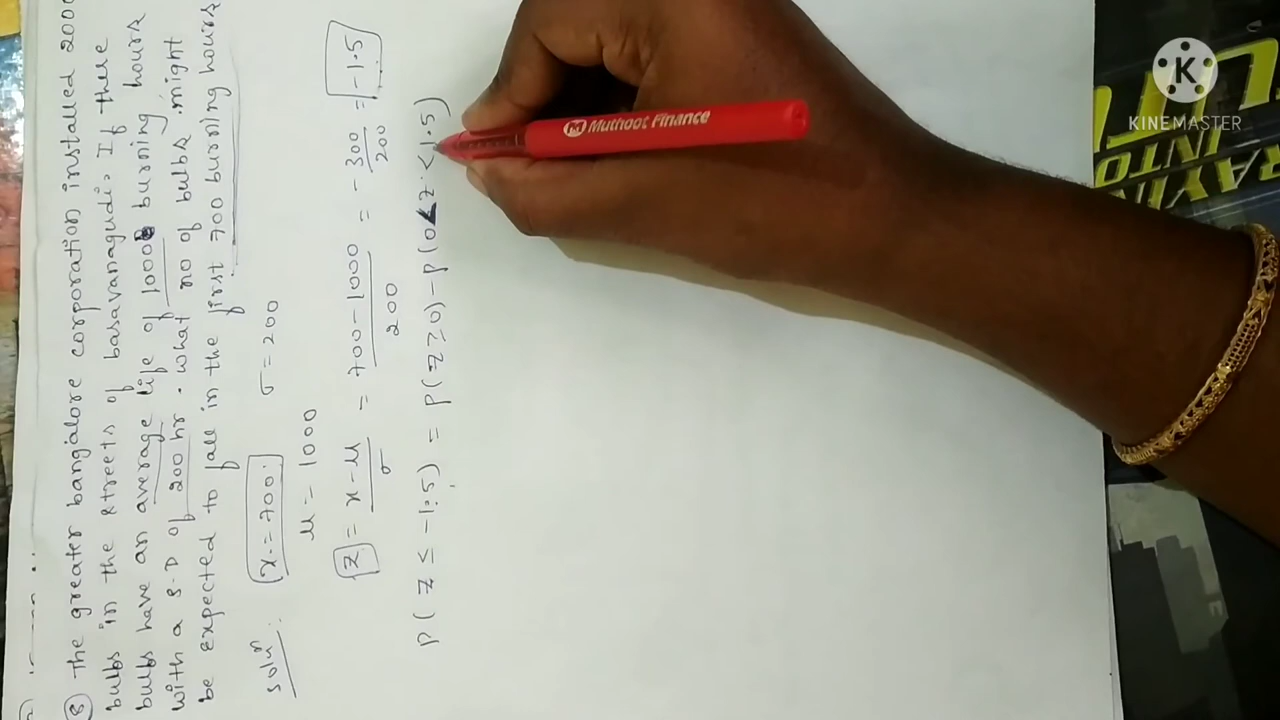 8) The greater bangalore corporation installed 2000
bulbs in the streets of basavanagudi. If these
bulbs have an average life of 1000 burning hours
with a S.D of 200 hr. what no of bulbs might
be expected to fall in the first 700 burning hours
Soln: x = 700. σ = 200
μ = 1000
z = x-μ/σ = 700-1000/200 = -300/200 = -1.5
P( z ≤ -1.5) = P(z ≥ 0) - P(0<z<1.5)
Muthoot Finance
KINEMASTER